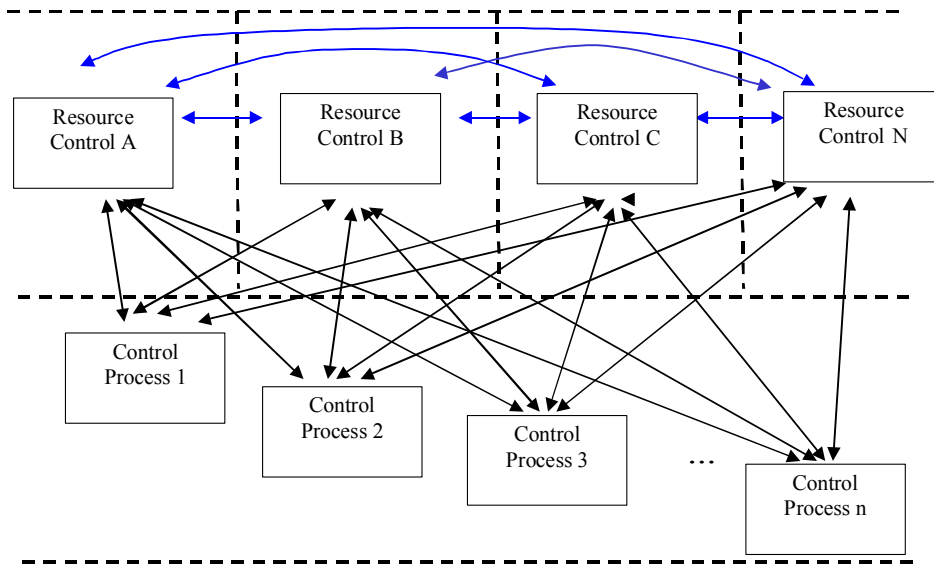 Resource
Control A
Resource
Control B
Resource
Control C
Resource
Control N
Control
Process 1
Control
Process 2
Control
Process 3
...
Control
Process n